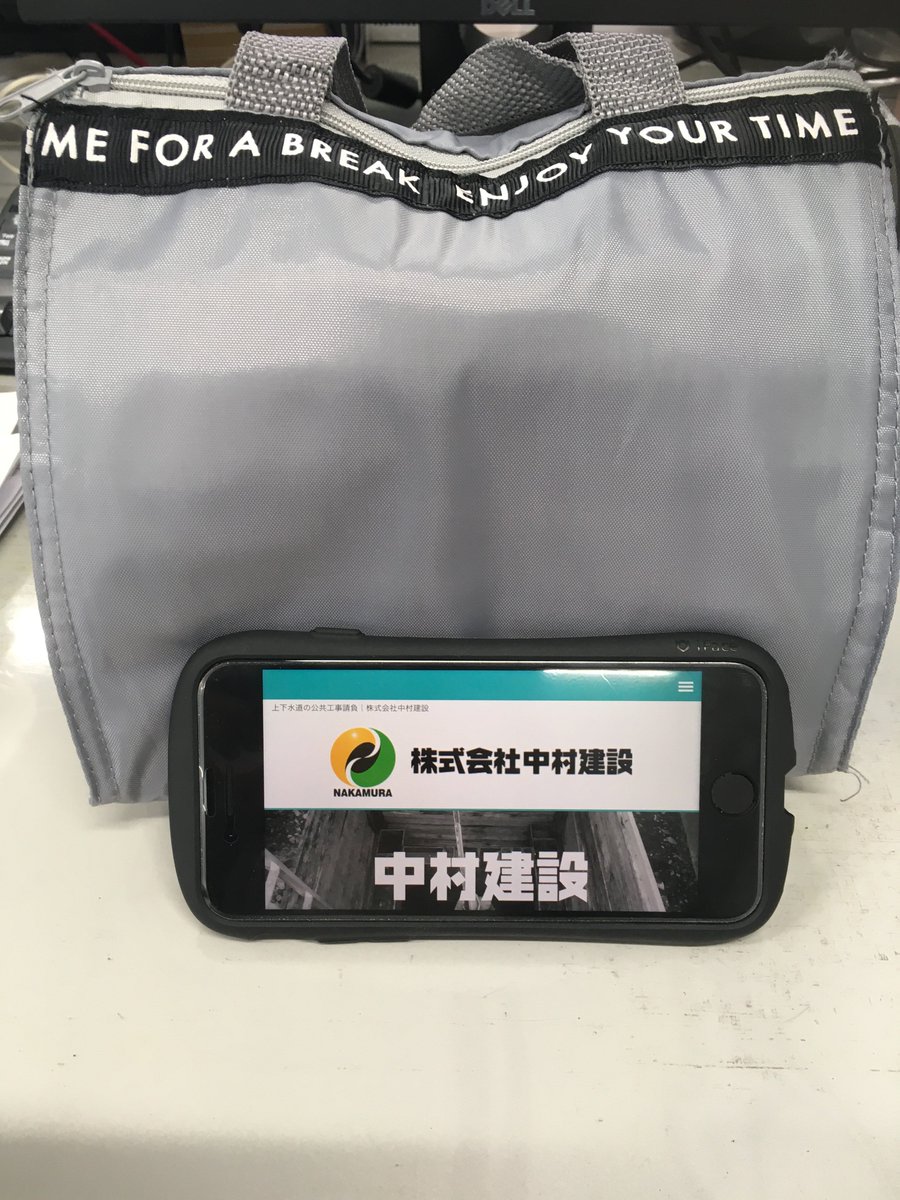 DELL
ME FOR A BREAK ENJOY YOUR TIME
iFace
上下水道の公共工事請負｜株式会社中村建設
NAKAMURA
株式会社中村建設
中村建設